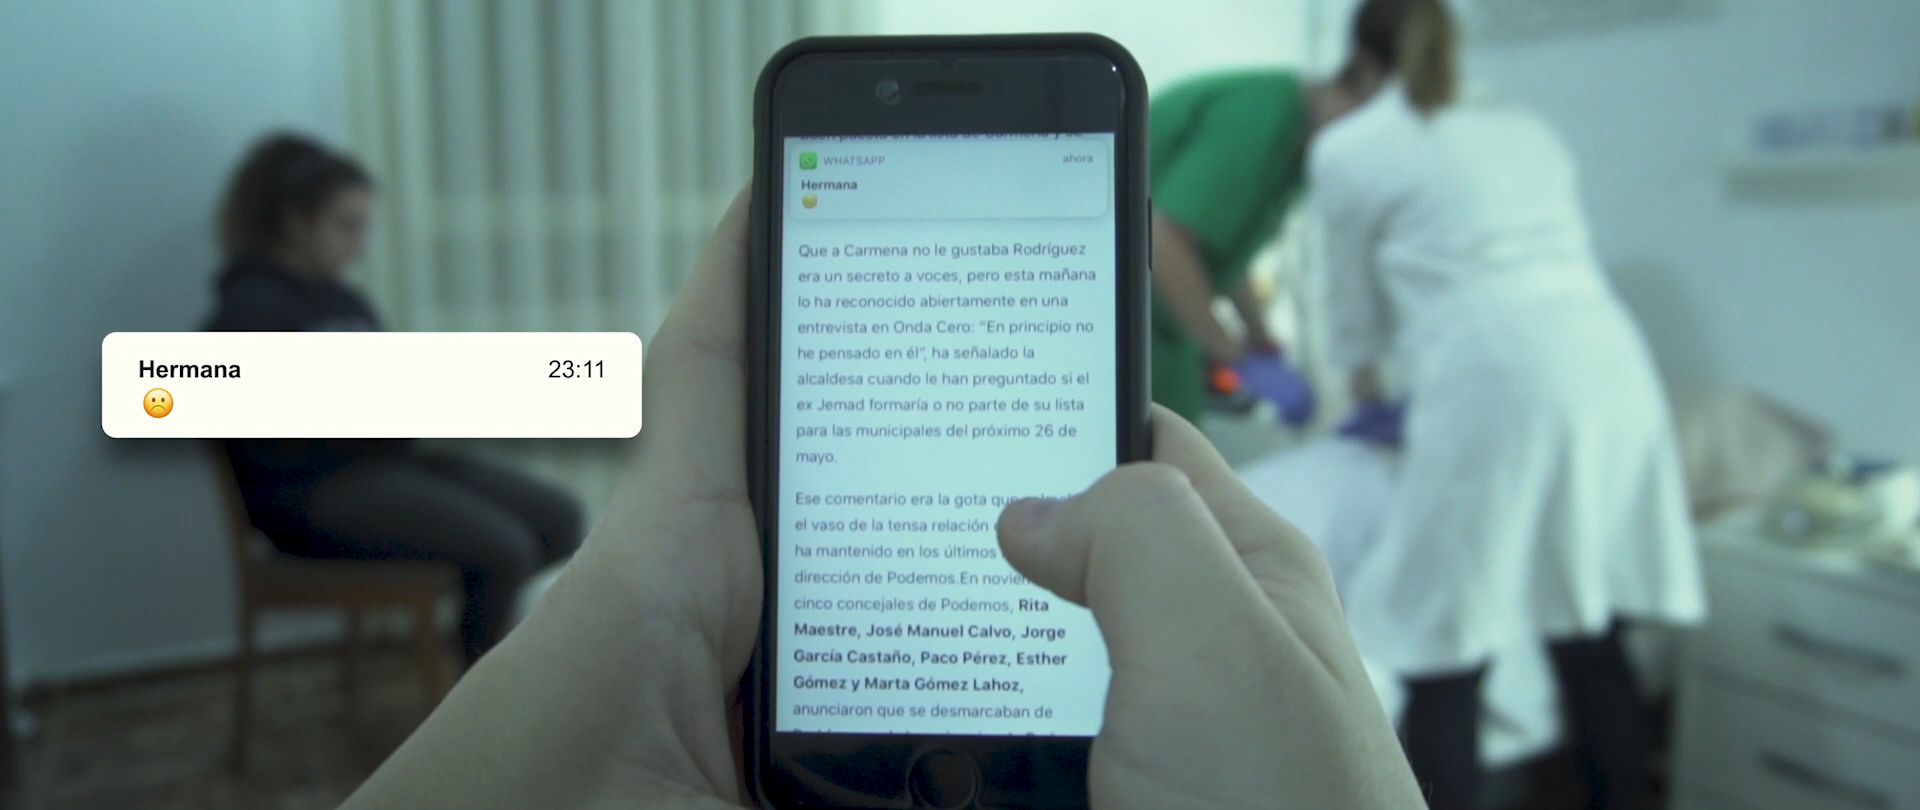 Hermana 23:11
☹️
WHATSAPP ahora
Hermana
☹️
Que a Carmena no le gustaba Rodríguez
era un secreto a voces, pero esta mañana
lo ha reconocido abiertamente en una
entrevista en Onda Cero: “En principio no
he pensado en él”, ha señalado la
alcaldesa cuando le han preguntado si el
ex Jemad formaría o no parte de su lista
para las municipales del próximo 26 de
mayo.
Ese comentario era la gota que
el vaso de la tensa relación
ha mantenido en los últimos
dirección de Podemos.En
cinco concejales de Podemos, Rita
Maestre, José Manuel Calvo, Jorge
García Castaño, Paco Pérez, Esther
Gómez y Marta Gómez Lahoz,
anunciaron que se desmarcaban de